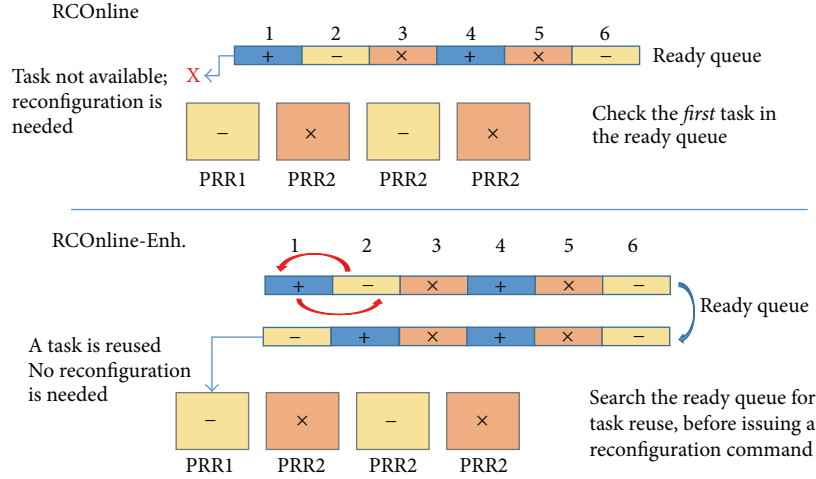 RCOnline
1 2 3 4 5 6
+ − × + × − Ready queue
X
Task not available;
reconfiguration is
needed
− × − ×
PRR1 PRR2 PRR2 PRR2
Check the first task in
the ready queue
RCOnline-Enh.
1 2 3 4 5 6
+ − × + × −
Ready queue
− + × + × −
A task is reused
No reconfiguration
is needed
− × − ×
PRR1 PRR2 PRR2 PRR2
Search the ready queue for
task reuse, before issuing a
reconfiguration command